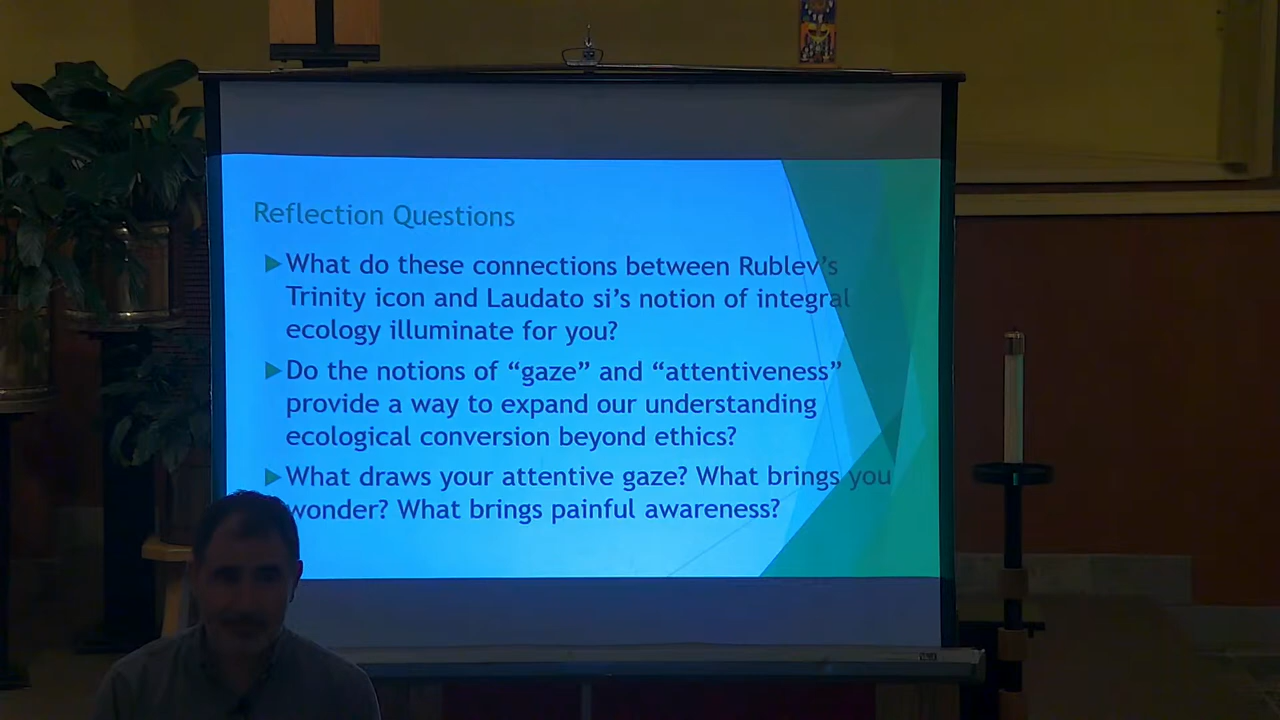 Reflection Questions
What do these connections between Rublev's
Trinity icon and Laudato si's notion of integral
ecology illuminate for you?
Do the notions of “gaze” and “attentiveness”
provide a way to expand our understanding
ecological conversion beyond ethics?
What draws your attentive gaze? What brings you
wonder? What brings painful awareness?